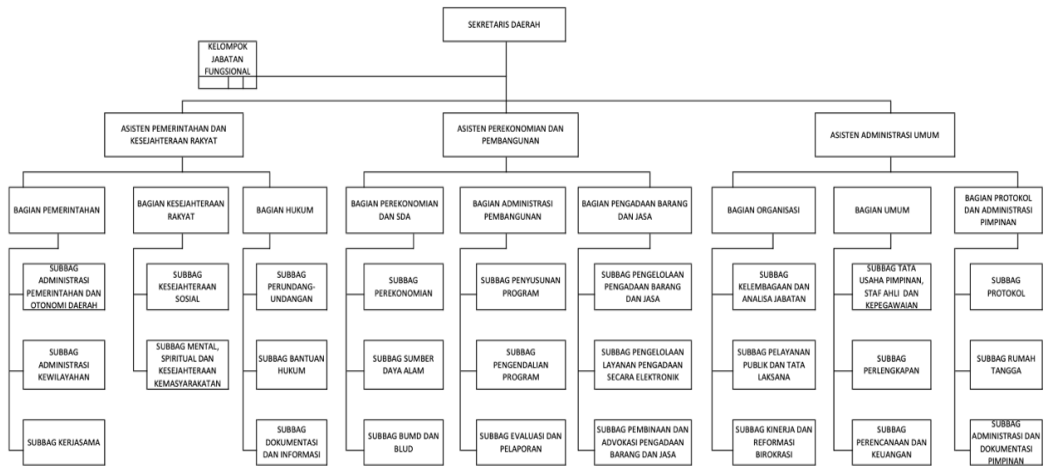 SEKRETARIS DAERAH
KELOMPOK
JABATAN
FUNGSIONAL
ASISTEN PEMERINTAHAN DAN
KESEJAHTERAAN RAKYAT
ASISTEN PEREKONOMIAN DAN
PEMBANGUNAN
ASISTEN ADMINISTRASI UMUM
BAGIAN PEMERINTAHAN
BAGIAN KESEJAHTERAAN
RAKYAT
BAGIAN HUKUM
BAGIAN PEREKONOMIAN
DAN SDA
BAGIAN ADMINISTRASI
PEMBANGUNAN
BAGIAN PENGADAAN BARANG
DAN JASA
BAGIAN ORGANISASI
BAGIAN UMUM
BAGIAN PROTOKOL
DAN ADMINISTRASI
PIMPINAN
SUBBAG
ADMINISTRASI
PEMERINTAHAN DAN
OTONOMI DAERAH
SUBBAG
KESEJAHTERAAN
SOSIAL
SUBBAG
PERUNDANG-
UNDANGAN
SUBBAG
PEREKONOMIAN
SUBBAG PENYUSUNAN
PROGRAM
SUBBAG PENGELOLAAN
PENGADAAN BARANG
DAN JASA
SUBBAG
KELEMBAGAAN DAN
ANALISA JABATAN
SUBBAG TATA
USAHA PIMPINAN,
STAF AHLI DAN
KEPEGAWAIAN
SUBBAG
PROTOKOL
SUBBAG
ADMINISTRASI
KEWILAYAHAN
SUBBAG MENTAL,
SPIRITUAL DAN
KESEJAHTERAAN
KEMASYARAKATAN
SUBBAG BANTUAN
HUKUM
SUBBAG SUMBER
DAYA ALAM
SUBBAG
PENGENDALIAN
PROGRAM
SUBBAG PENGELOLAAN
LAYANAN PENGADAAN
SECARA ELEKTRONIK
SUBBAG PELAYANAN
PUBLIK DAN TATA
LAKSANA
SUBBAG
PERLENGKAPAN
SUBBAG RUMAH
TANGGA
SUBBAG KERJASAMA
SUBBAG
DOKUMENTASI
DAN INFORMASI
SUBBAG BUMD DAN
BLUD
SUBBAG EVALUASI DAN
PELAPORAN
SUBBAG PEMBINAAN DAN
ADVOKASI PENGADAAN
BARANG DAN JASA
SUBBAG KINERJA DAN
REFORMASI
BIROKRASI
SUBBAG
PERENCANAAN DAN
KEUANGAN
SUBBAG
ADMINISTRASI DAN
DOKUMENTASI
PIMPINAN